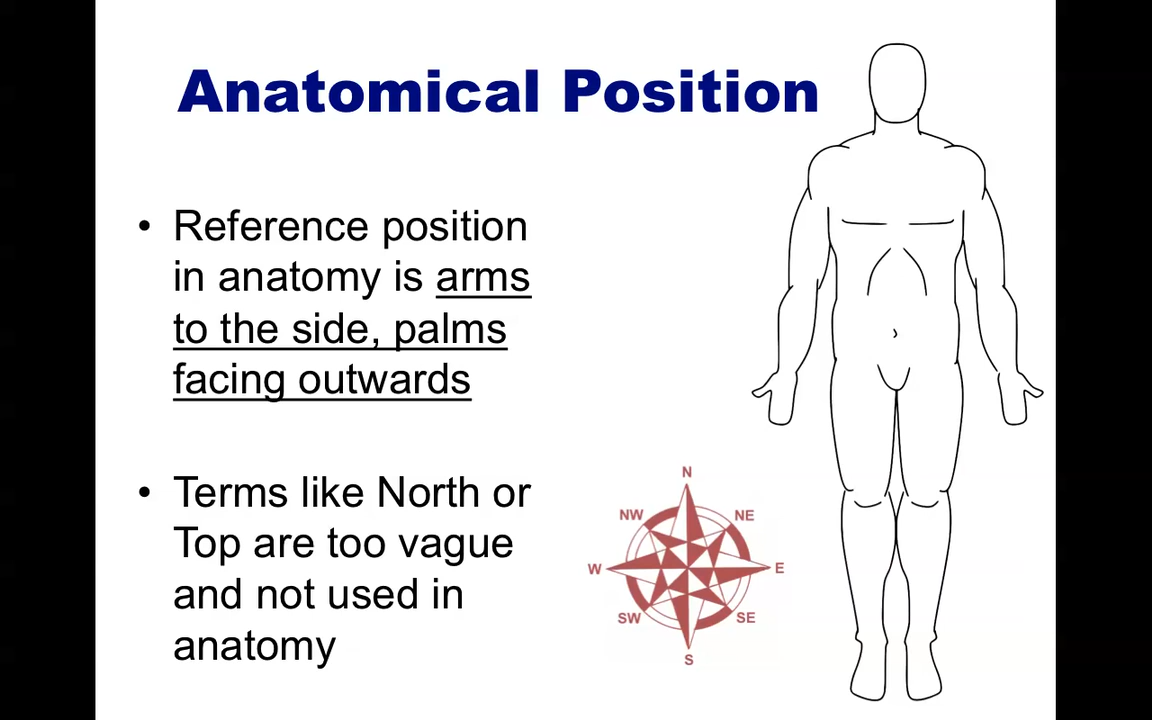 Anatomical Position
• Reference position
in anatomy is arms
to the side, palms
facing outwards
• Terms like North or
Top are too vague
and not used in
anatomy
N
NW NE
W E
SW SE
S